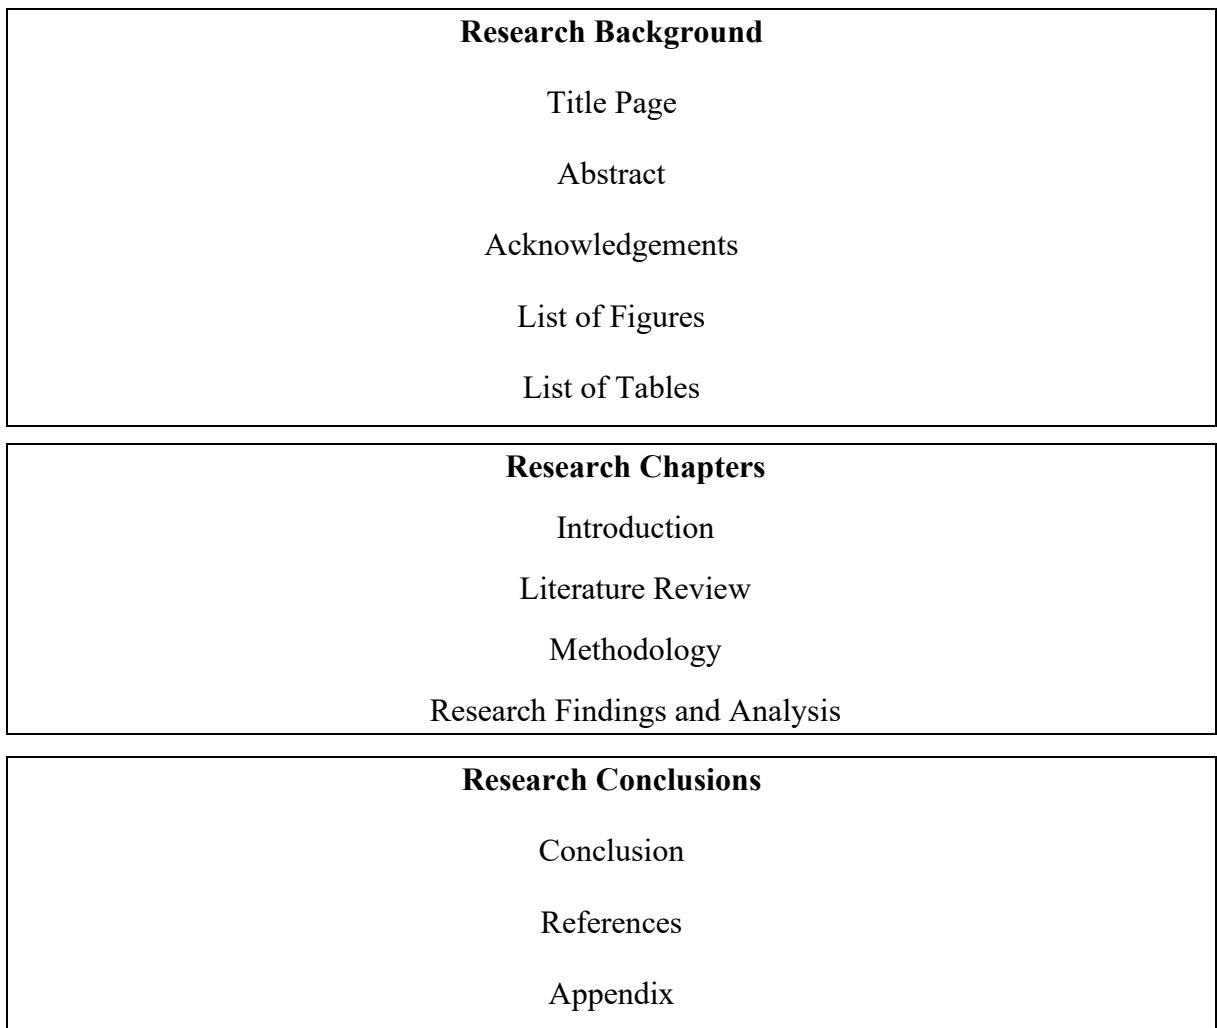 Research Background
Title Page
Abstract
Acknowledgements
List of Figures
List of Tables
Research Chapters
Introduction
Literature Review
Methodology
Research Findings and Analysis
Research Conclusions
Conclusion
References
Appendix